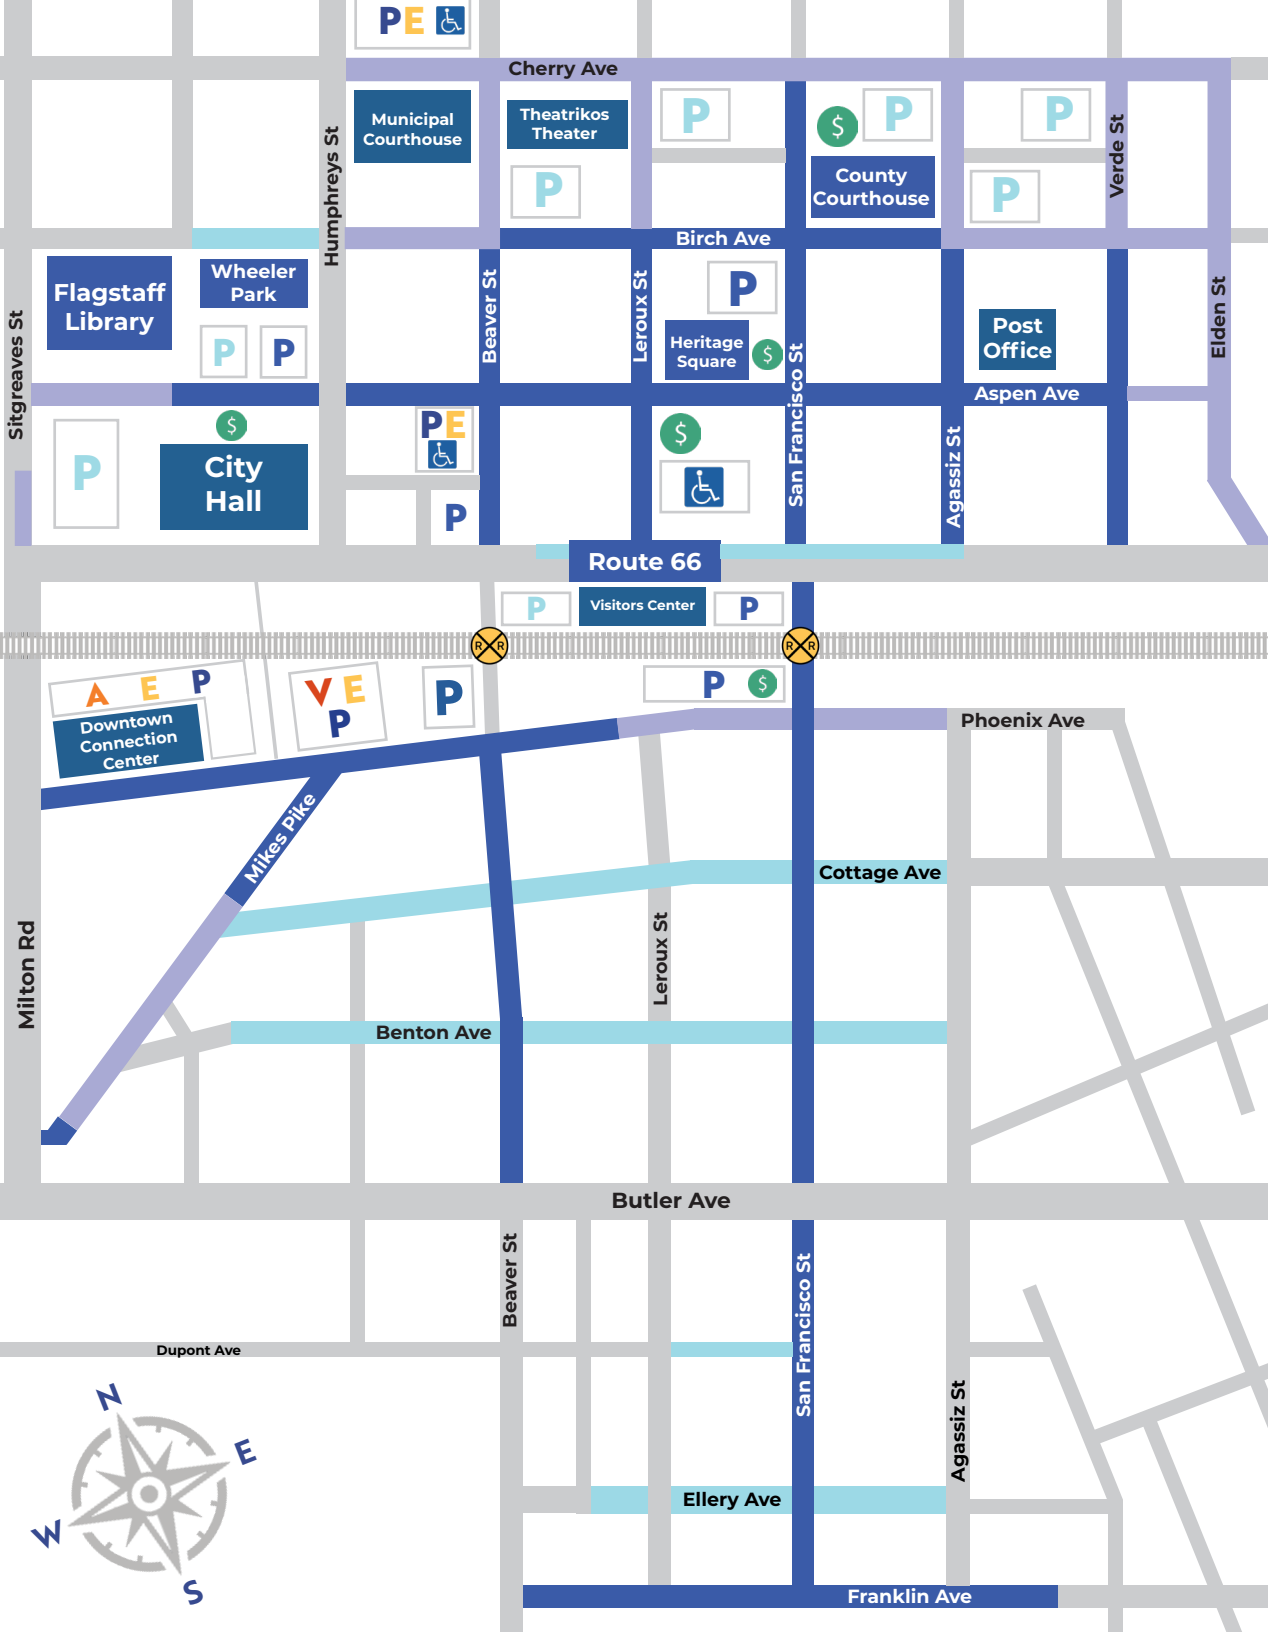 P E
Cherry Ave
Municipal
Courthouse
Theatrikos
Theater
P
$
P
P
Humphreys St
Verde St
P
County
Courthouse
P
Birch Ave
Flagstaff
Library
Wheeler
Park
P
P
Sitgreaves St
Beaver St
Leroux St
P
Heritage
Square
$
San Francisco St
Post
Office
Elden St
Aspen Ave
$
P
City
Hall
P E
$
P
Agassiz St
Route 66
P
Visitors Center
P
R R
R R
A E P
Downtown
Connection
Center
V E
P
P
P $
Phoenix Ave
Mikes Pike
Cottage Ave
Milton Rd
Leroux St
Benton Ave
Butler Ave
Beaver St
San Francisco St
Dupont Ave
Agassiz St
N
E
W
S
Ellery Ave
Franklin Ave